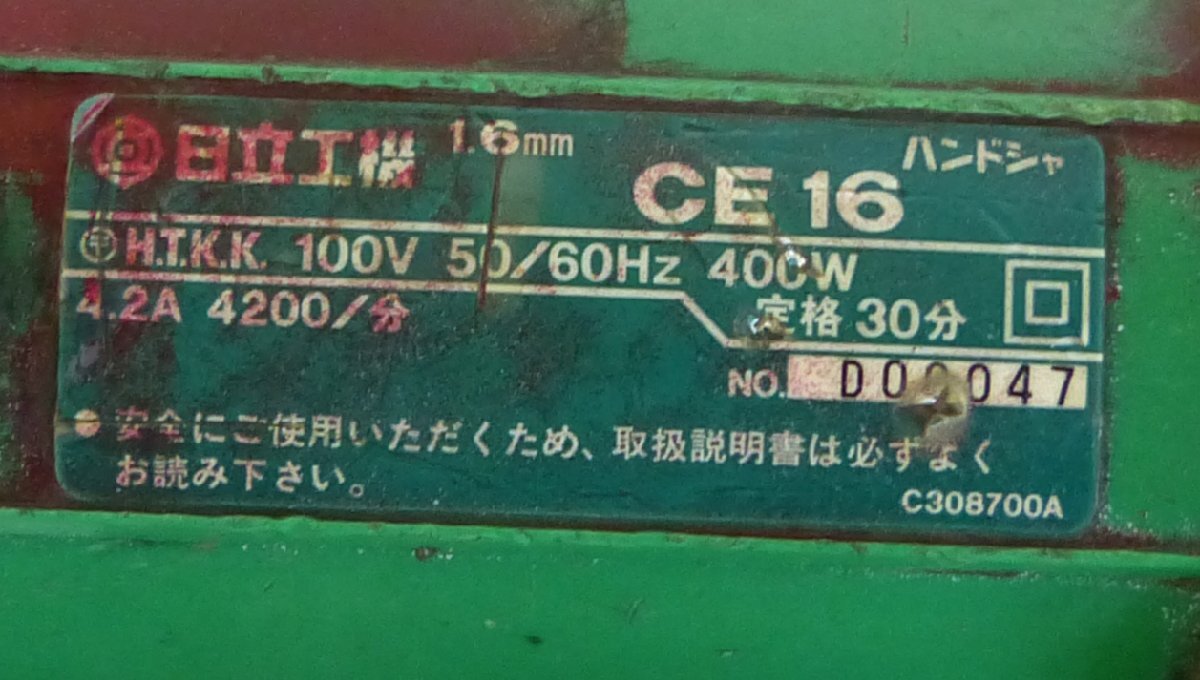 日立工機 1.6mm CE 16 ハンドシャ
〒 H.T.K.K. 100V 50/60Hz 400W
4.2A 4200/分 定格 30分
NO.
● 安全にご使用いただくため、取扱説明書は必ずよく
お読み下さい。
C308700A